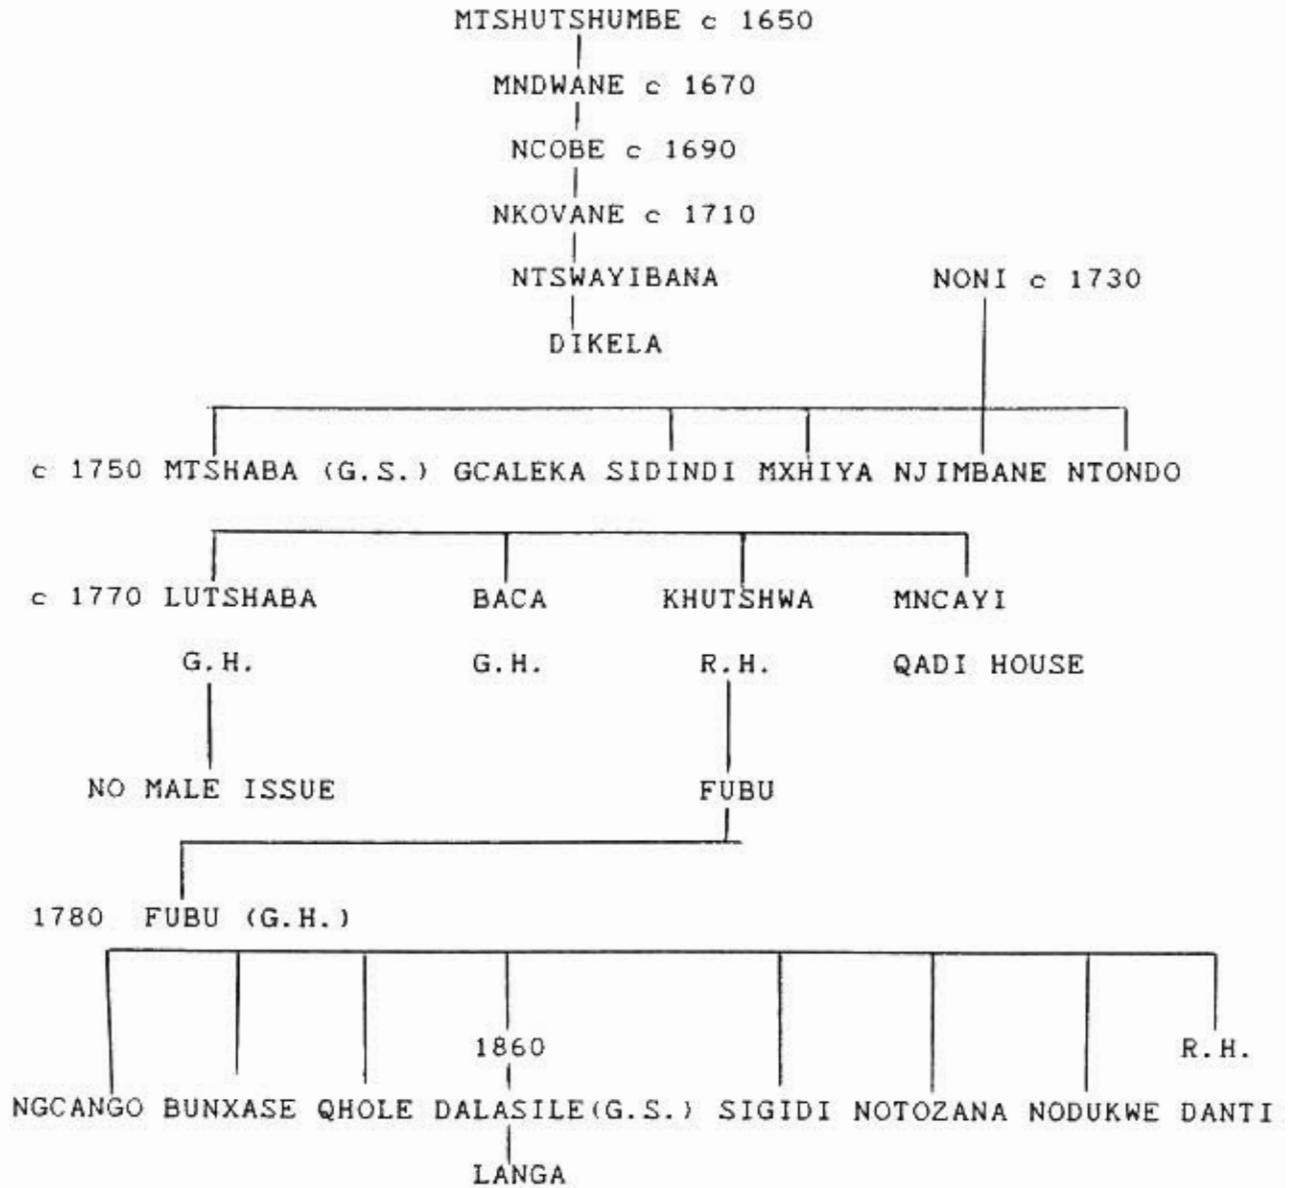 MTSHUTSHUMBE c 1650
MNDWANE c 1670
NCOBE c 1690
NKOVANE c 1710
NTSWAYIBANA NONI c 1730
DIKELA
c 1750 MTSHABA (G.S.) GCALEKA SIDINDI MXHIYA NJIMBANE NTONDO
c 1770 LUTSHABA BACA KHUTSHWA MNCAYI
G.H. G.H. R.H. QADI HOUSE
NO MALE ISSUE FUBU
1780 FUBU (G.H.)
1860 R.H.
NGCANGO BUNXASE QHOLE DALASILE(G.S.) SIGIDI NOTOZANA NODUKWE DANTI
LANGA